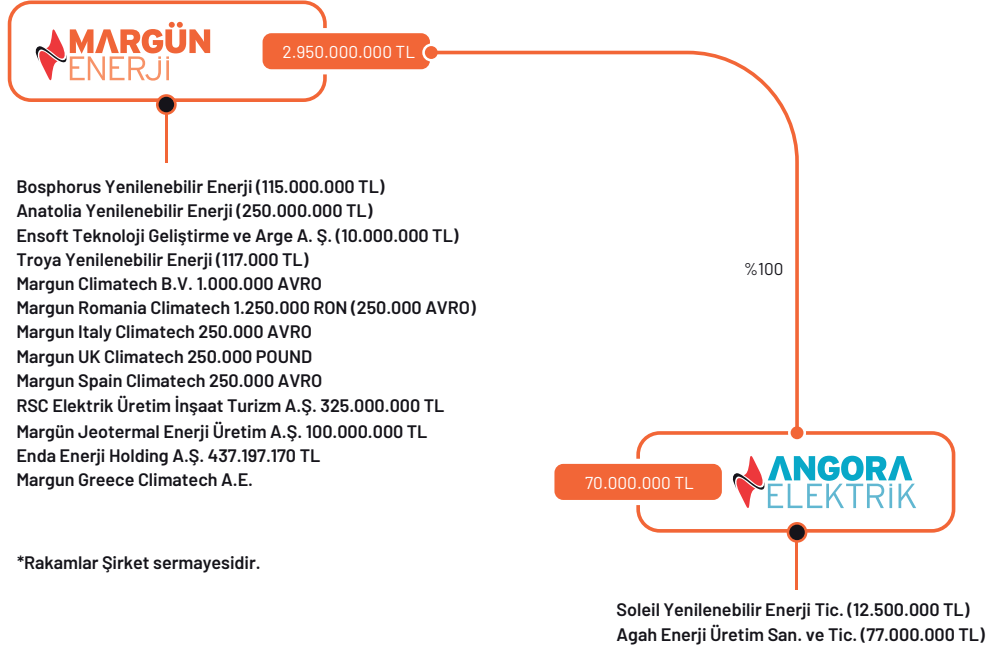 MARGÜN
ENERJİ
2.950.000.000 TL
Bosphorus Yenilenebilir Enerji (115.000.000 TL)
Anatolia Yenilenebilir Enerji (250.000.000 TL)
Ensoft Teknoloji Geliştirme ve Arge A. Ş. (10.000.000 TL)
Troya Yenilenebilir Enerji (117.000 TL)
Margun Climatech B.V. 1.000.000 AVRO
Margun Romania Climatech 1.250.000 RON (250.000 AVRO)
Margun Italy Climatech 250.000 AVRO
Margun UK Climatech 250.000 POUND
Margun Spain Climatech 250.000 AVRO
RSC Elektrik Üretim İnşaat Turizm A.Ş. 325.000.000 TL
Margün Jeotermal Enerji Üretim A.Ş. 100.000.000 TL
Enda Enerji Holding A.Ş. 437.197.170 TL
Margun Greece Climatech A.E.
*Rakamlar Şirket sermayesidir.
%100
70.000.000 TL
ANGORA
ELEKTRİK
Soleil Yenilenebilir Enerji Tic. (12.500.000 TL)
Agah Enerji Üretim San. ve Tic. (77.000.000 TL)